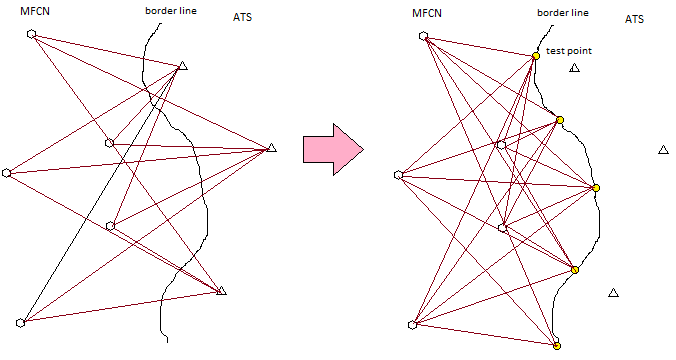 MFCN
border line
ATS
MFCN
border line
ATS
test point